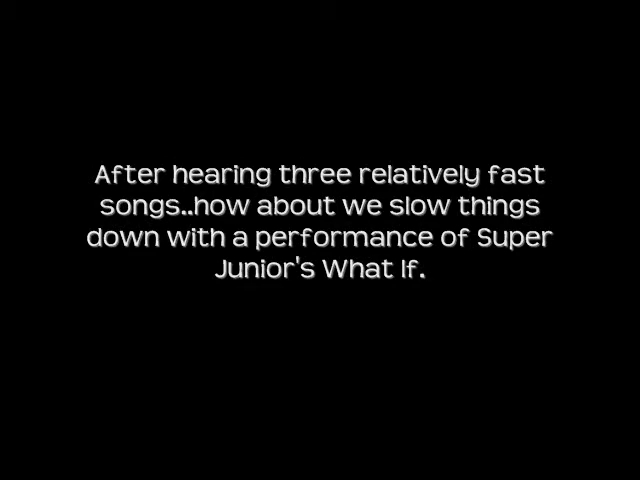 After hearing three relatively fast
songs..how about we slow things
down with a performance of Super
Junior's What If.